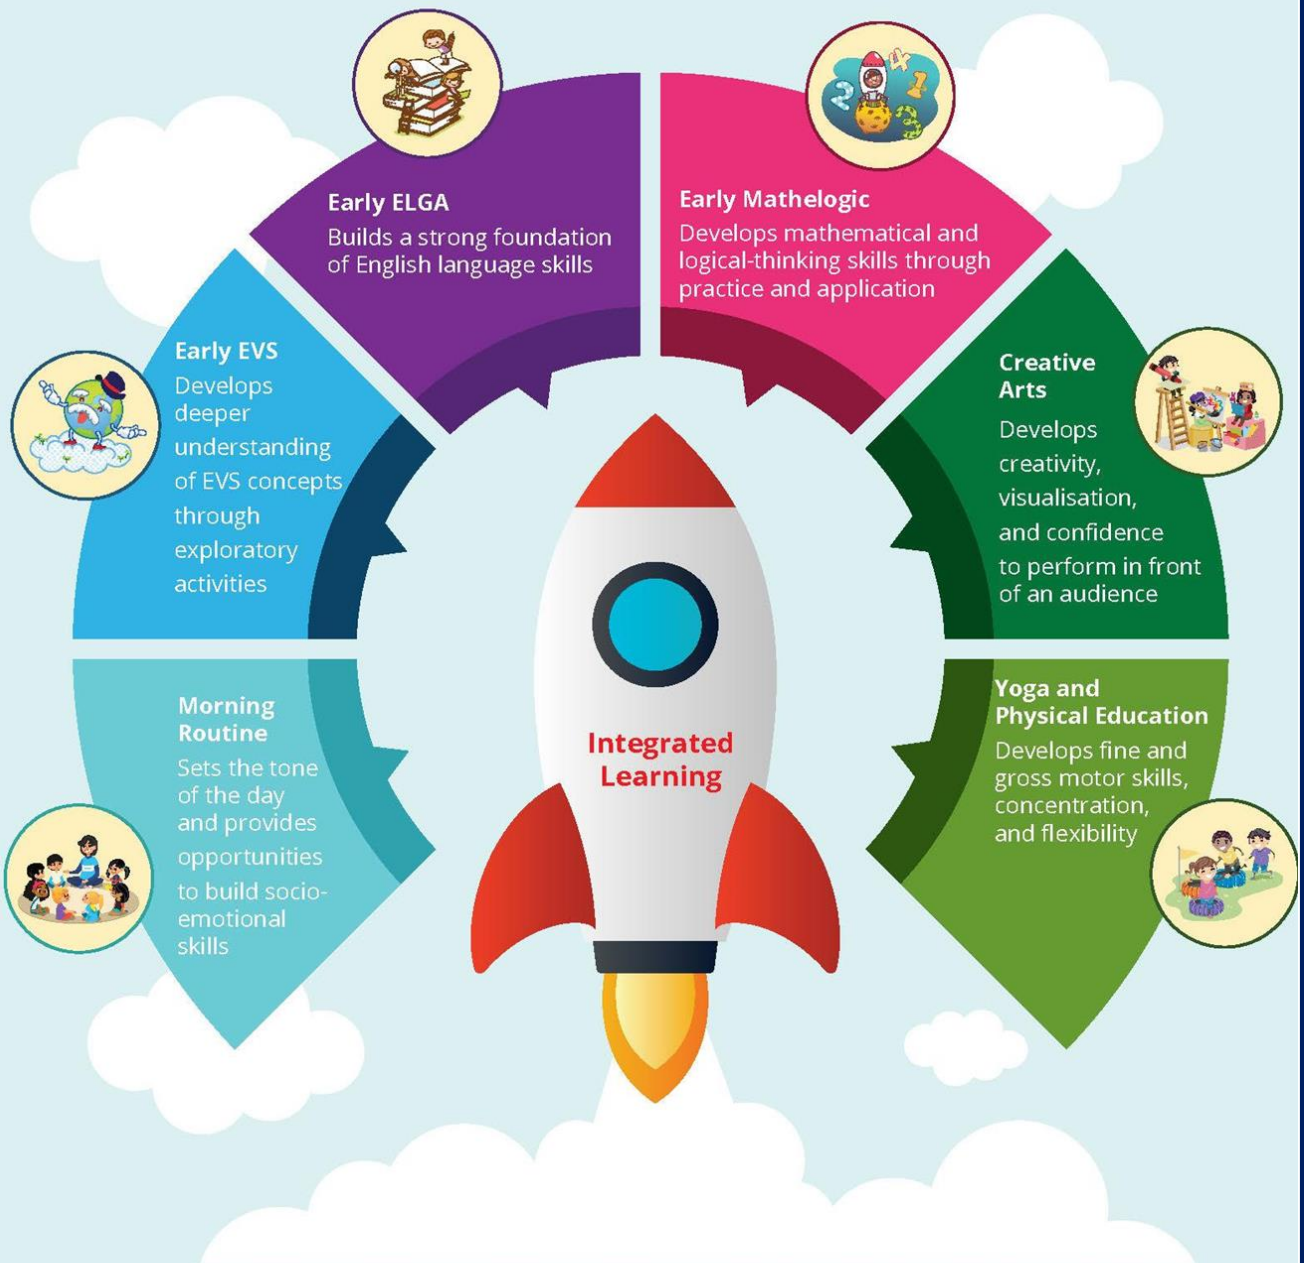 Early ELGA
Builds a strong foundation
of English language skills
Early Mathelogic
Develops mathematical and
logical-thinking skills through
practice and application
Early EVS
Develops
deeper
understanding
of EVS concepts
through
exploratory
activities
Creative
Arts
Develops
creativity,
visualisation,
and confidence
to perform in front
of an audience
Morning
Routine
Sets the tone
of the day
and provides
opportunities
to build socio-
emotional
skills
Yoga and
Physical Education
Develops fine and
gross motor skills,
concentration,
and flexibility
Integrated
Learning
2
4
1
3